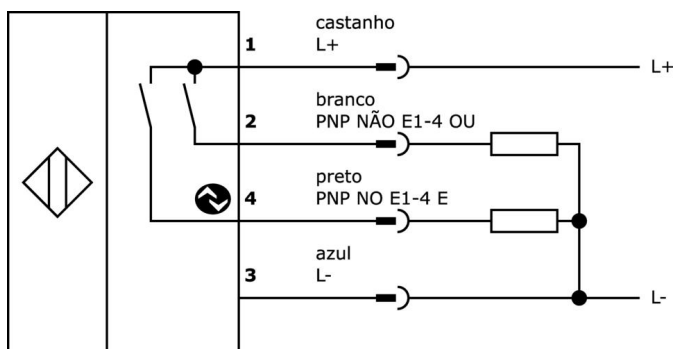 castanho
1 L+
L+
branco
2 PNP NÃO E1-4 OU
preto
4 PNP NO E1-4 E
azul
3 L-
L-